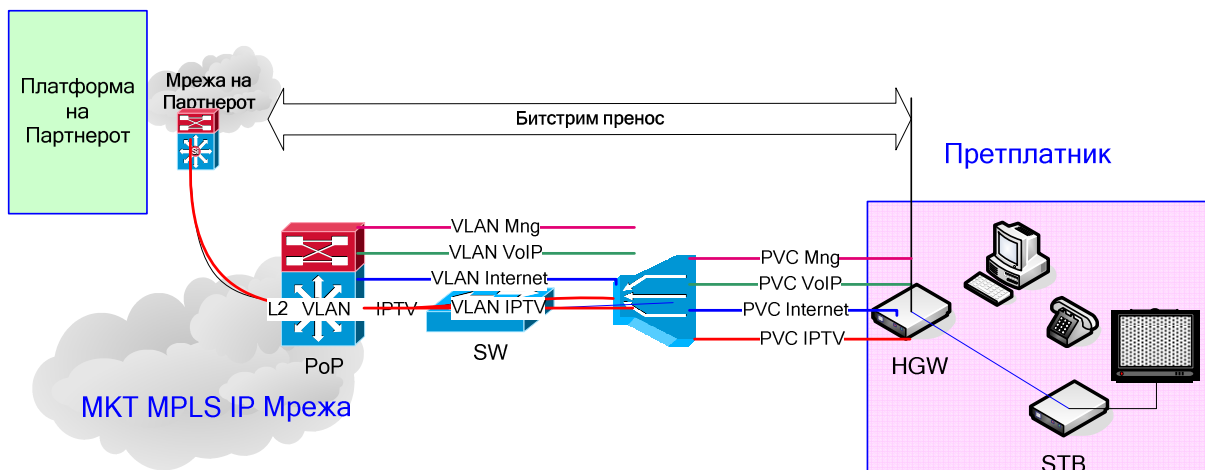 Платформа
на
Партнерот
Мрежа на
Партнерот
Битстрим пренос
Претплатник
VLAN Mng
VLAN VoIP
VLAN Internet
L2 VLAN IPTV
VLAN IPTV
PVC Mng
PVC VoIP
PVC Internet
PVC IPTV
SW
PoP
HGW
MKT MPLS IP Мрежа
STB